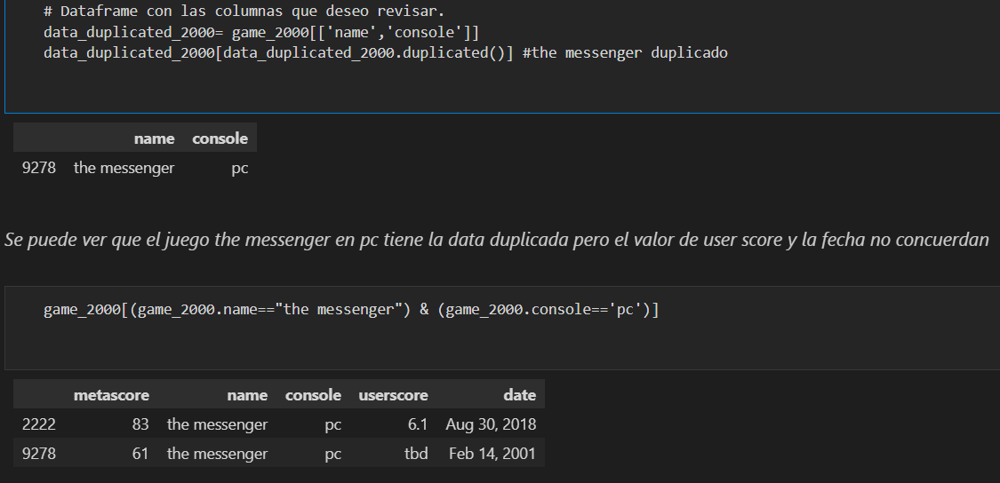 # Dataframe con las columnas que deseo revisar.
data_duplicated_2000= game_2000[['name','console']]
data_duplicated_2000[data_duplicated_2000.duplicated()] #the messenger duplicado
name console
9278 the messenger pc
Se puede ver que el juego the messenger en pc tiene la data duplicada pero el valor de user score y la fecha no concuerdan
game_2000[(game_2000.name=="the messenger") & (game_2000.console=='pc')]
metascore name console userscore date
2222 83 the messenger pc 6.1 Aug 30, 2018
9278 61 the messenger pc tbd Feb 14, 2001